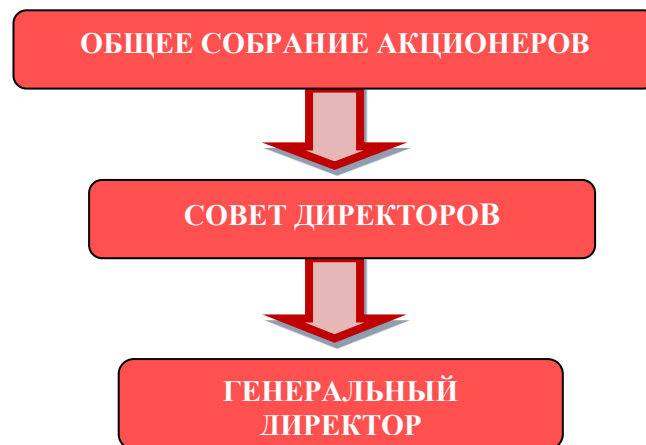 ОБЩЕЕ СОБРАНИЕ АКЦИОНЕРОВ
СОВЕТ ДИРЕКТОРОВ
ГЕНЕРАЛЬНЫЙ
ДИРЕКТОР